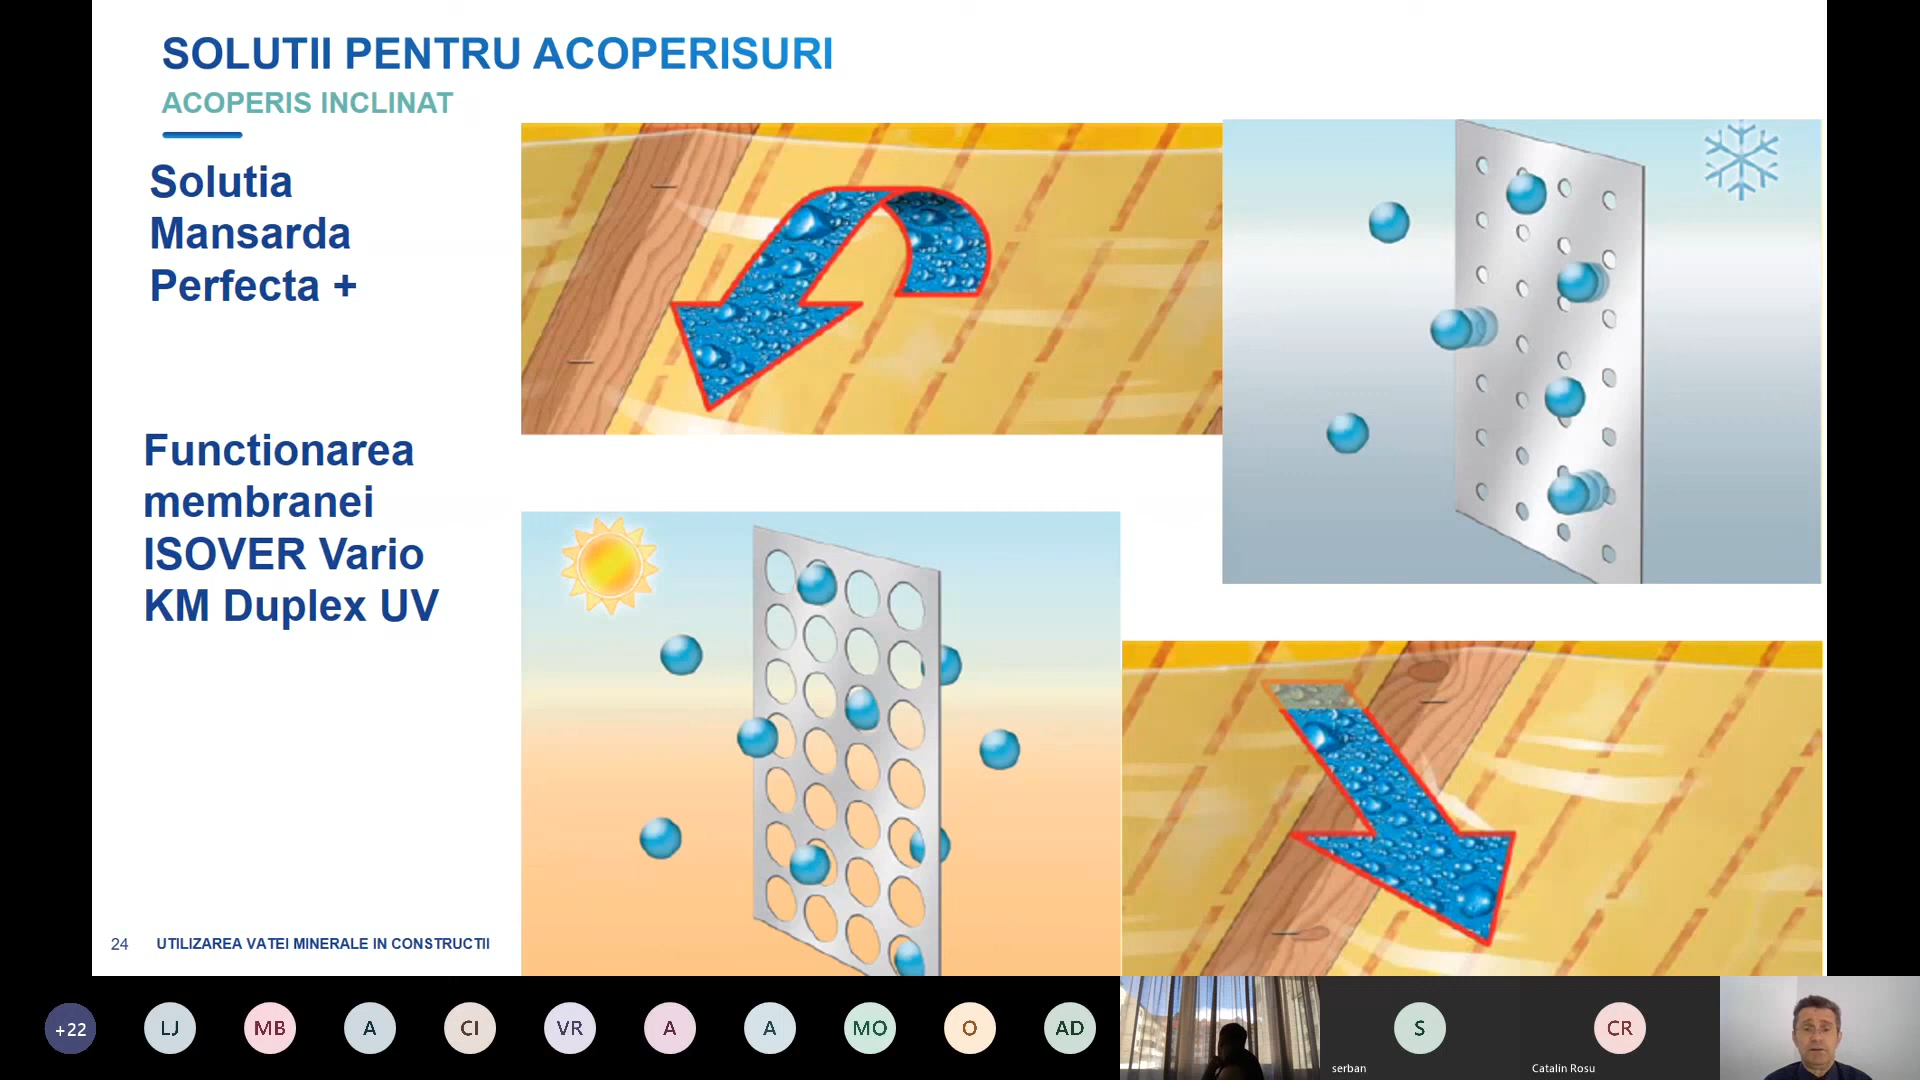 SOLUTII PENTRU ACOPERISURI
ACOPERIS INCLINAT
Solutia
Mansarda
Perfecta +
Functionarea
membranei
ISOVER Vario
KM Duplex UV
24 UTILIZAREA VATEI MINERALE IN CONSTRUCTII
+22 LJ MB A CI VR A A MO O AD S CR
serban Catalin Rosu